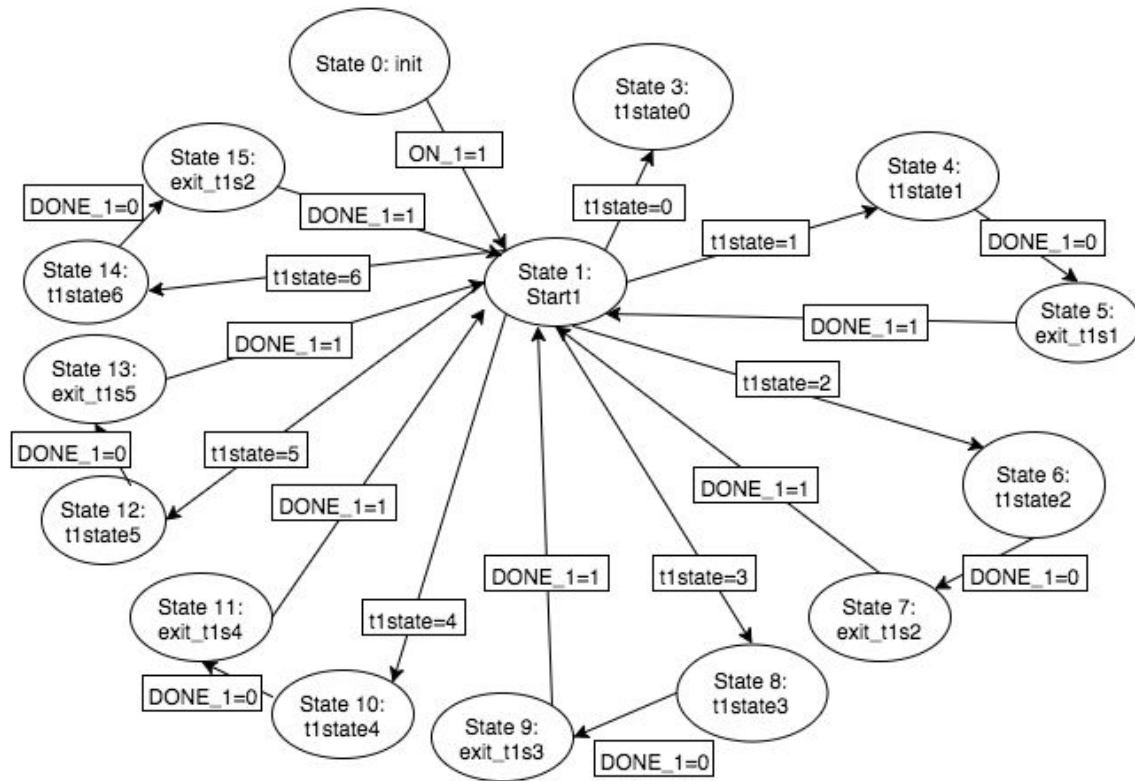 State 0: init
State 3:
t1state0
ON_1=1
State 15:
exit_t1s2
State 4:
t1state1
DONE_1=0
t1state=0
DONE_1=1
t1state=1
DONE_1=0
State 14:
t1state6
t1state=6
State 1:
Start1
State 5:
exit_t1s1
DONE_1=1
DONE_1=1
State 13:
exit_t1s5
t1state=2
DONE_1=0
t1state=5
State 6:
t1state2
DONE_1=1
State 12:
t1state5
DONE_1=1
DONE_1=1
t1state=3
DONE_1=0
State 11:
exit_t1s4
t1state=4
State 7:
exit_t1s2
DONE_1=0
State 10:
t1state4
State 8:
t1state3
State 9:
exit_t1s3
DONE_1=0